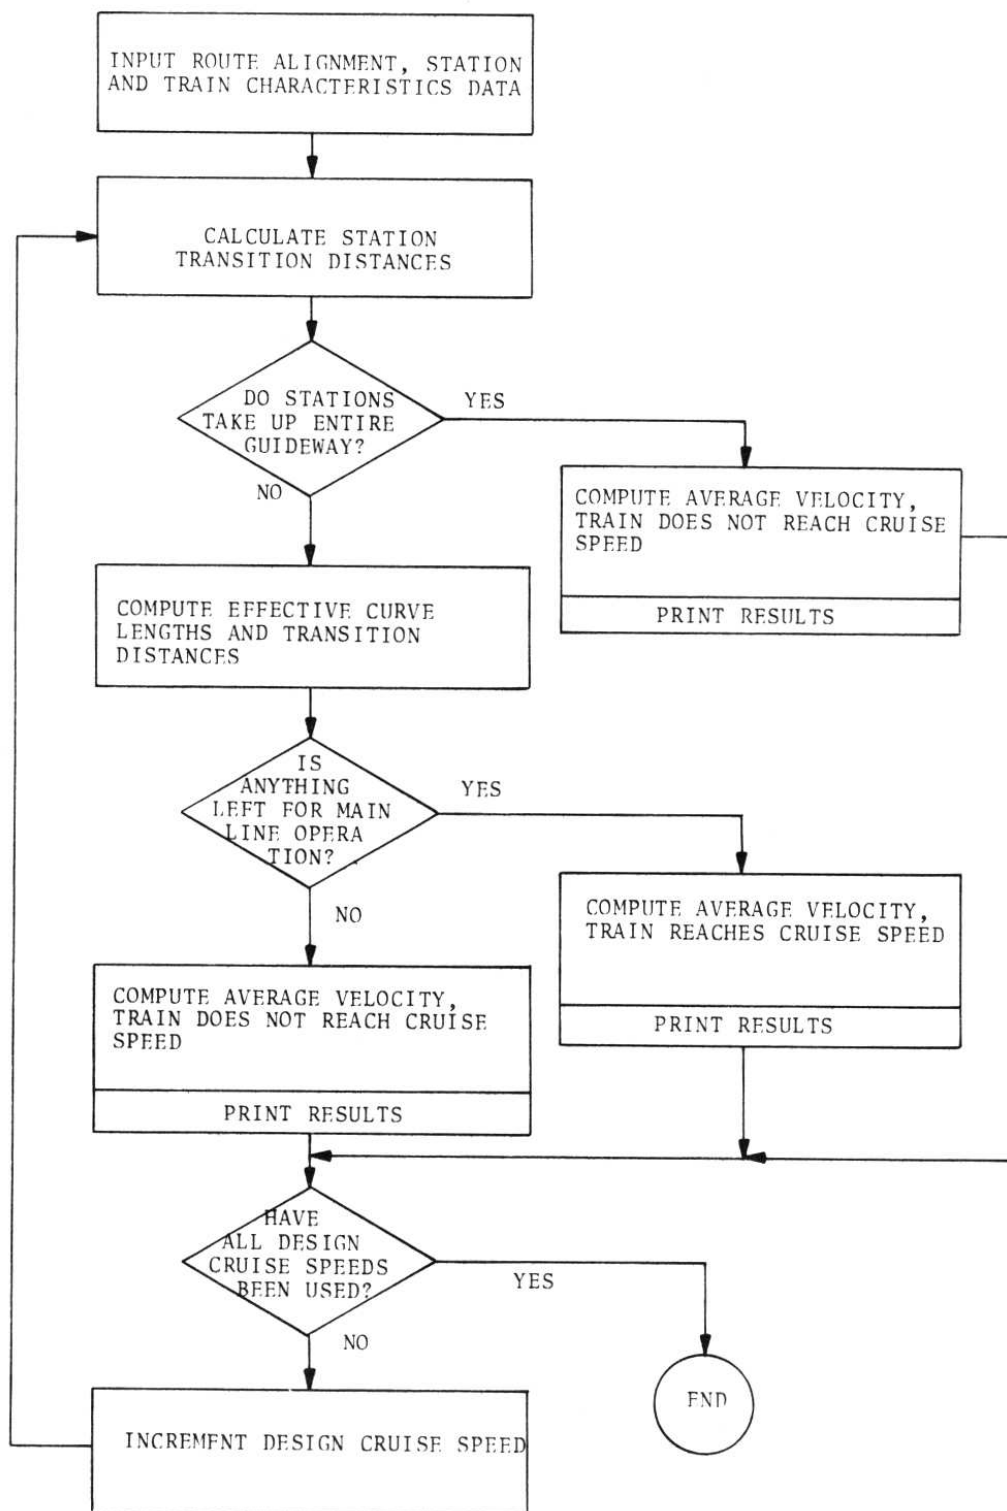 INPUT ROUTE ALIGNMENT, STATION
AND TRAIN CHARACTERISTICS DATA
CALCULATE STATION
TRANSITION DISTANCES
DO STATIONS
TAKE UP ENTIRE
GUIDEWAY?
YES
NO
COMPUTE AVERAGE VELOCITY,
TRAIN DOES NOT REACH CRUISE
SPEED
PRINT RESULTS
COMPUTE EFFECTIVE CURVE
LENGTHS AND TRANSITION
DISTANCES
IS
ANYTHING
LEFT FOR MAIN
LINE OPERA
TION?
YES
NO
COMPUTE AVERAGE VELOCITY,
TRAIN REACHES CRUISE SPEED
PRINT RESULTS
COMPUTE AVERAGE VELOCITY,
TRAIN DOES NOT REACH CRUISE
SPEED
PRINT RESULTS
HAVE
ALL DESIGN
CRUISE SPEEDS
BEEN USED?
YES
NO
END
INCREMENT DESIGN CRUISE SPEED